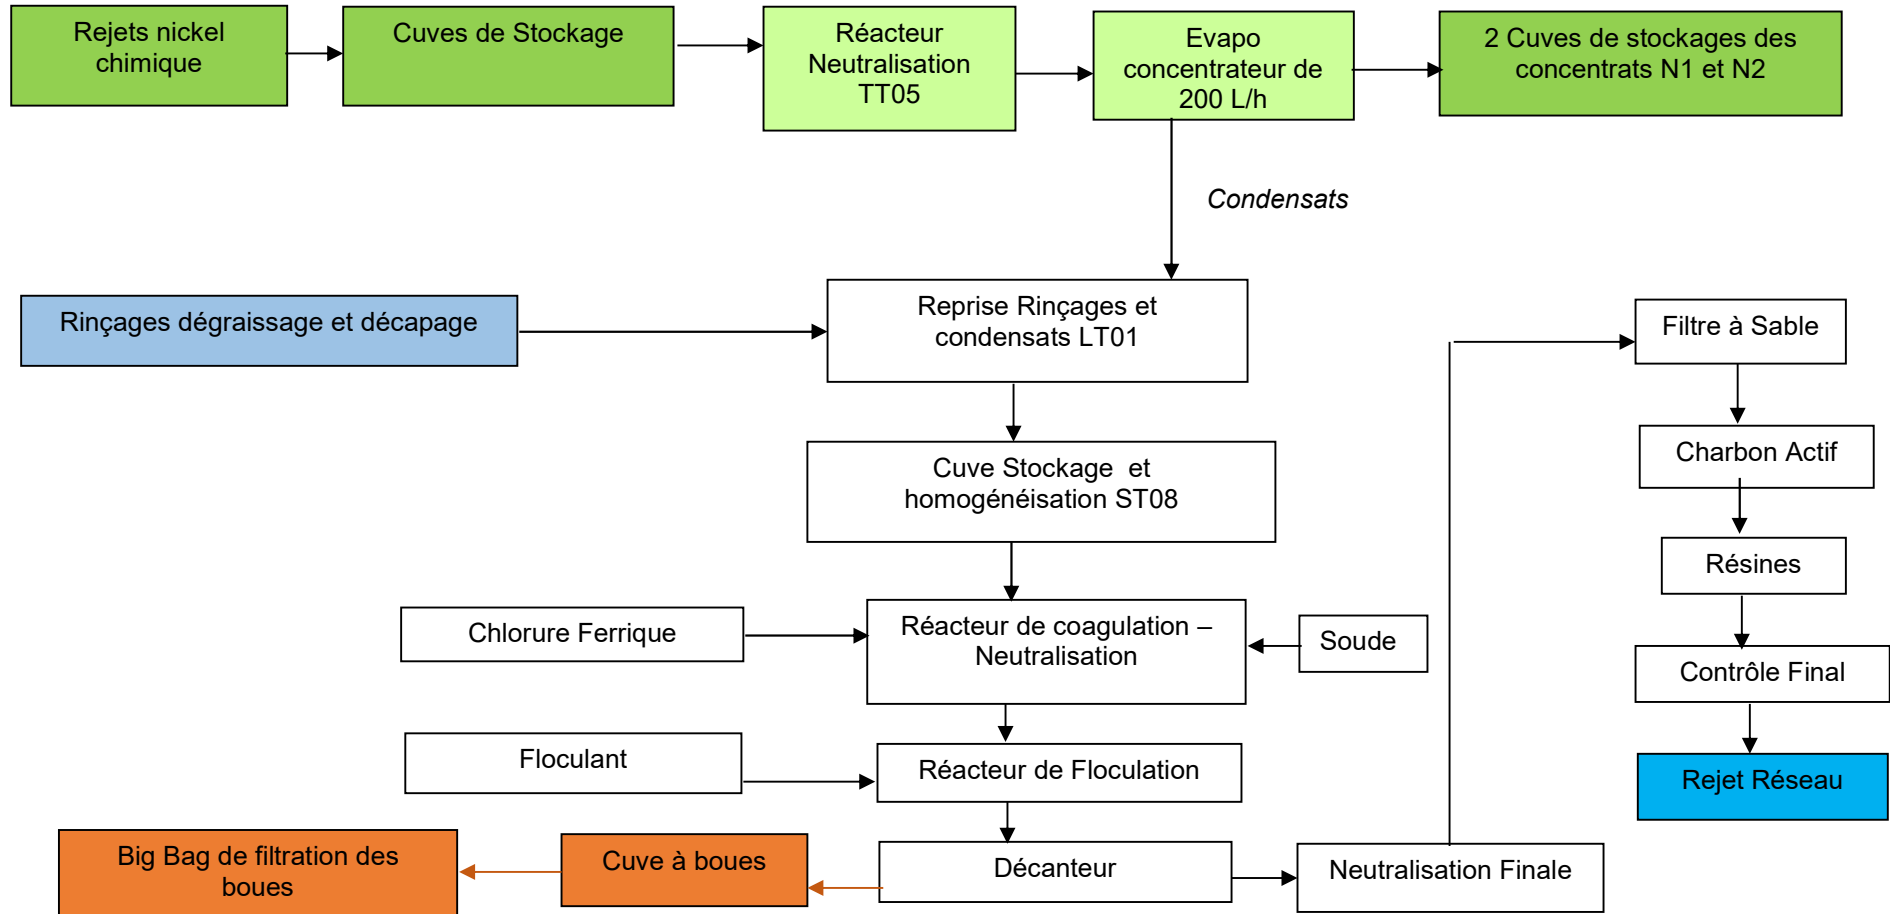 Rejets nickel
chimique
Cuves de Stockage
Réacteur
Neutralisation
TT05
Evapo
concentrateur de
200 L/h
2 Cuves de stockages des
concentrats N1 et N2
Condensats
Rinçages dégraissage et décapage
Reprise Rinçages et
condensats LT01
Cuve Stockage et
homogénéisation ST08
Chlorure Ferrique
Réacteur de coagulation –
Neutralisation
Soude
Floculant
Réacteur de Floculation
Big Bag de filtration des
boues
Cuve à boues
Décanteur
Neutralisation Finale
Filtre à Sable
Charbon Actif
Résines
Contrôle Final
Rejet Réseau